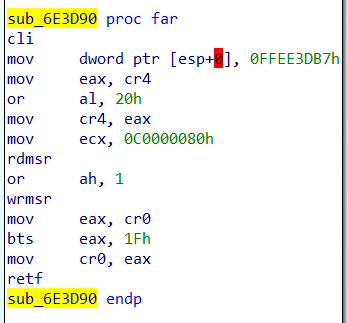 sub_6E3D90 proc far
cli
mov dword ptr [esp+0], 0FFEE3DB7h
mov eax, cr4
or al, 20h
mov cr4, eax
mov ecx, 0C0000080h
rdmsr
or ah, 1
wrmsr
mov eax, cr0
bts eax, 1Fh
mov cr0, eax
retf
sub_6E3D90 endp